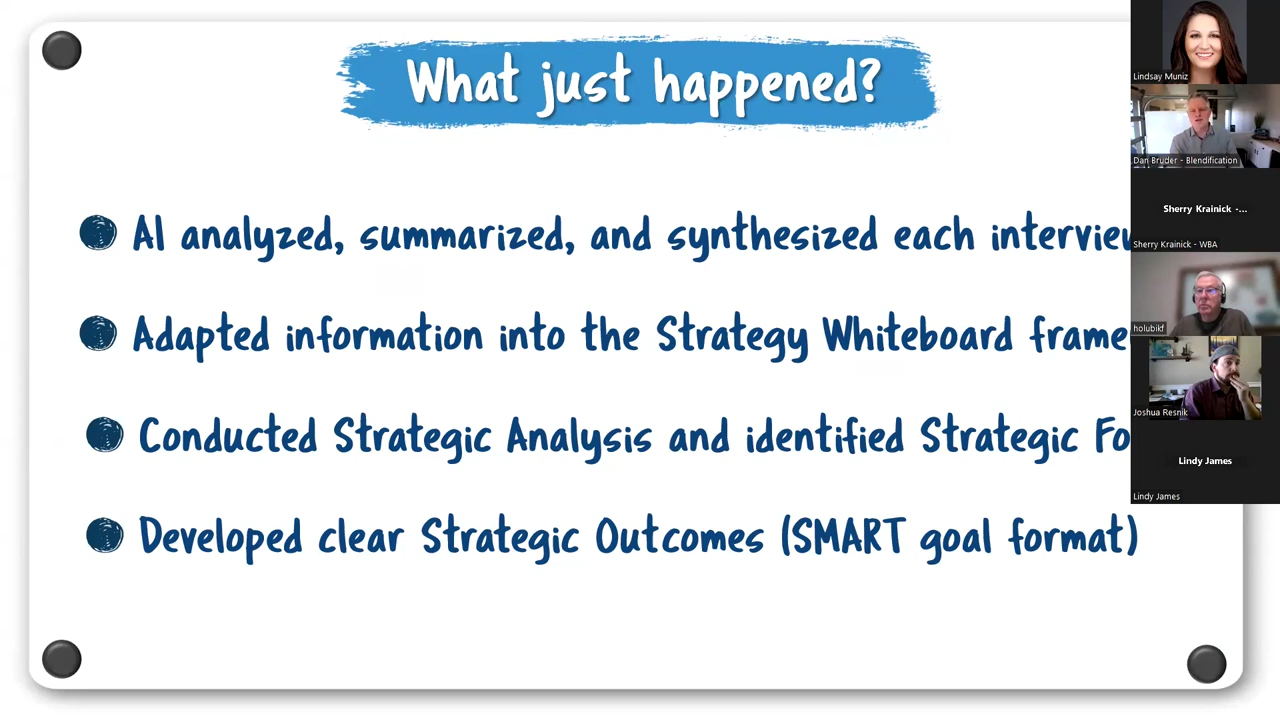 What just happened?
AI analyzed, summarized, and synthesized each interview
Adapted information into the Strategy Whiteboard frame
Conducted Strategic Analysis and identified Strategic Fo
Developed clear Strategic Outcomes (SMART goal format)
Lindsay Muniz
Dan Bruder - Blendification
Sherry Krainick -...
Sherry Krainick - WBA
holubikf
Joshua Resnik
Lindy James
Lindy James